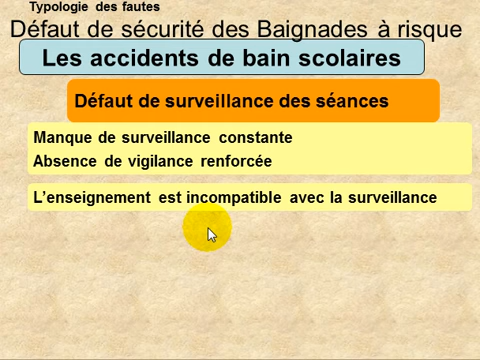 Typologie des fautes
Défaut de sécurité des Baignades à risque
Les accidents de bain scolaires
Défaut de surveillance des séances
Manque de surveillance constante
Absence de vigilance renforcée
L’enseignement est incompatible avec la surveillance